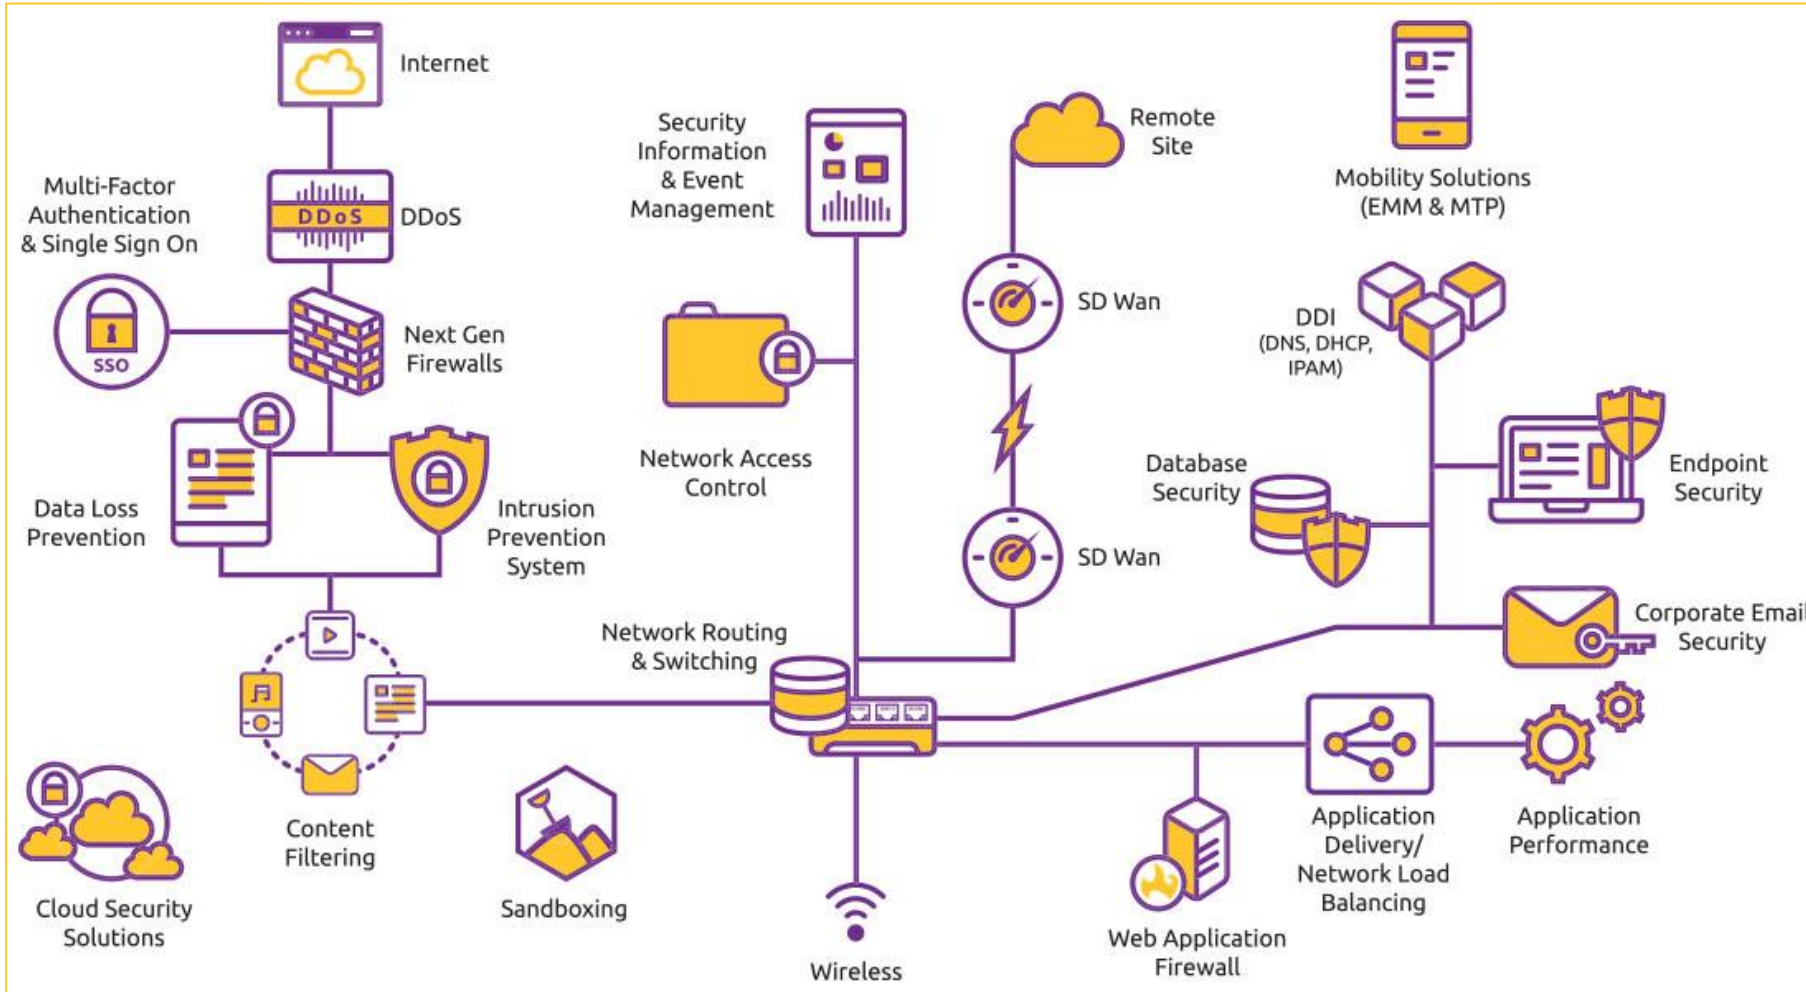 Internet
Multi-Factor
Authentication
& Single Sign On
DDoS
DDoS
SSO
Next Gen
Firewalls
Data Loss
Prevention
Intrusion
Prevention
System
Content
Filtering
Cloud Security
Solutions
Sandboxing
Security
Information
& Event
Management
Network Access
Control
Network Routing
& Switching
Wireless
Remote
Site
SD Wan
SD Wan
Mobility Solutions
(EMM & MTP)
DDI
(DNS, DHCP,
IPAM)
Database
Security
Endpoint
Security
Corporate Email
Security
Application
Delivery/
Network Load
Balancing
Application
Performance
Web Application
Firewall